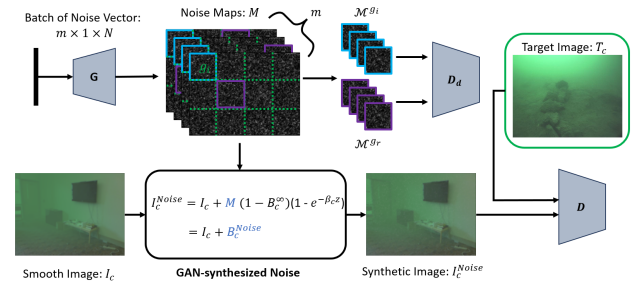 Batch of Noise Vector:
m × 1 × N
G
Noise Maps: M
m
g_i
ℳ^{g_i}
ℳ^{g_r}
D_d
Target Image: T_c
I_c^{Noise} = I_c + M (1 − B_c^∞)(1 - e^{−β_c z})
= I_c + B_c^{Noise}
D
Smooth Image: I_c
GAN-synthesized Noise
Synthetic Image: I_c^{Noise}